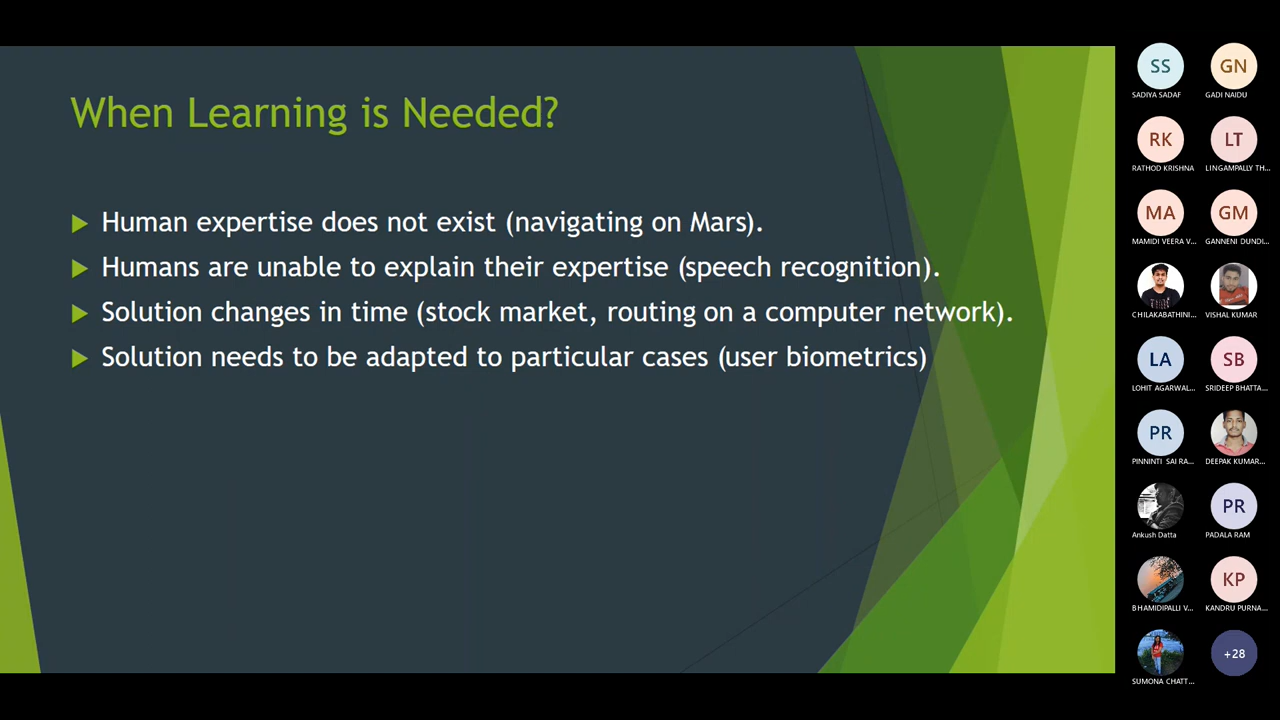 When Learning is Needed?
Human expertise does not exist (navigating on Mars).
Humans are unable to explain their expertise (speech recognition).
Solution changes in time (stock market, routing on a computer network).
Solution needs to be adapted to particular cases (user biometrics)
SS GN
SADIYA SADAF GADI NAIDU
RK LT
RATHOD KRISHNA LINGAMPALLY TH...
MA GM
MAMIDI VEERA V... GANNENI DUNDI...
CHILAKABATHINI... VISHAL KUMAR
LA SB
LOHIT AGARWAL... SRIDEEP BHATTA...
PR
PINNINTI SAI RA... DEEPAK KUMAR...
PR
Ankush Datta PADALA RAM
KP
BHAMIDIPALLI V... KANDRU PURNA...
+28
SUMONA CHATT...